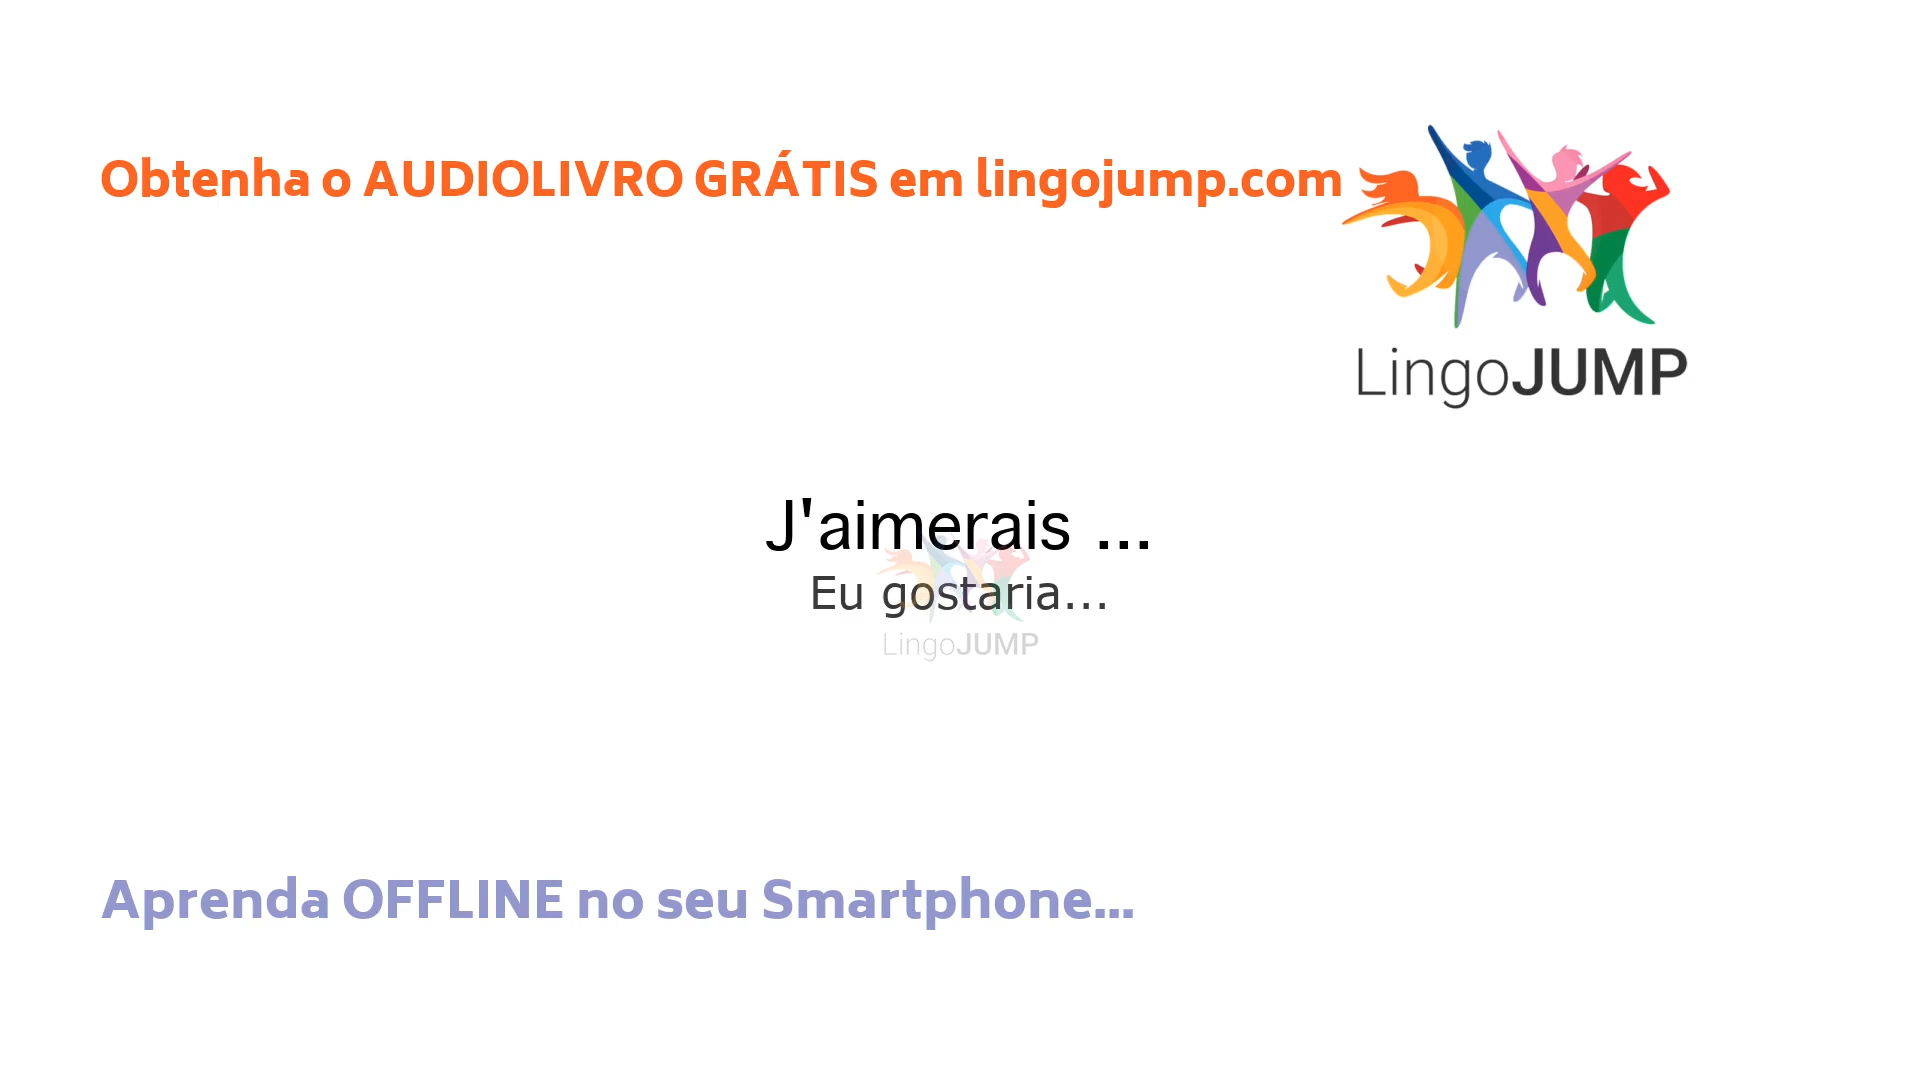 Obtenha o AUDIOLIVRO GRÁTIS em lingojump.com
LingoJUMP
J'aimerais ...
Eu gostaria...
LingoJUMP
Aprenda OFFLINE no seu Smartphone...